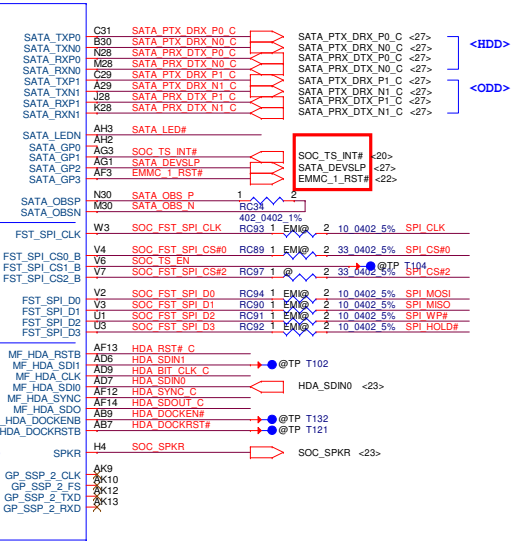 SATA_TXP0 C31 SATA_PTX_DRX_P0_C SATA_PTX_DRX_P0_C <27>
SATA_TXN0 B30 SATA_PTX_DRX_N0_C SATA_PTX_DRX_N0_C <27> <HDD>
SATA_RXP0 N28 SATA_PRX_DTX_P0_C SATA_PRX_DTX_P0_C <27>
SATA_RXN0 M28 SATA_PRX_DTX_N0_C SATA_PRX_DTX_N0_C <27>
SATA_TXP1 C29 SATA_PTX_DRX_P1_C SATA_PTX_DRX_P1_C <27>
SATA_TXN1 A29 SATA_PTX_DRX_N1_C SATA_PTX_DRX_N1_C <27> <ODD>
SATA_RXP1 J28 SATA_PRX_DTX_P1_C SATA_PRX_DTX_P1_C <27>
SATA_RXN1 K28 SATA_PRX_DTX_N1_C SATA_PRX_DTX_N1_C <27>
SATA_LEDN AH3 SATA_LED#
SATA_GP0 AH2
SATA_GP1 AG3 SOC_TS_INT# SOC_TS_INT# <20>
SATA_GP2 AG1 SATA_DEVSLP SATA_DEVSLP <27>
SATA_GP3 AF3 EMMC_1_RST# EMMC_1_RST# <22>
SATA_OBSP N30 SATA_OBS_P 1 2
SATA_OBSN M30 SATA_OBS_N RC34
402_0402_1%
FST_SPI_CLK W3 SOC_FST_SPI_CLK RC93 1 EMI@ 2 10_0402_5% SPI_CLK
FST_SPI_CS0_B V4 SOC_FST_SPI_CS#0 RC89 1 EMI@ 2 33_0402_5% SPI_CS#0
FST_SPI_CS1_B V6 SOC_TS_EN @TP T104
FST_SPI_CS2_B V7 SOC_FST_SPI_CS#2 RC97 1 @ 2 33_0402_5% SPI_CS#2
FST_SPI_D0 V2 SOC_FST_SPI_D0 RC94 1 EMI@ 2 10_0402_5% SPI_MOSI
FST_SPI_D1 V3 SOC_FST_SPI_D1 RC90 1 EMI@ 2 10_0402_5% SPI_MISO
FST_SPI_D2 U1 SOC_FST_SPI_D2 RC91 1 EMI@ 2 10_0402_5% SPI_WP#
FST_SPI_D3 U3 SOC_FST_SPI_D3 RC92 1 EMI@ 2 10_0402_5% SPI_HOLD#
MF_HDA_RSTB AF13 HDA_RST#_C
MF_HDA_SDI1 AD6 HDA_SDIN1 @TP T102
MF_HDA_CLK AD9 HDA_BIT_CLK_C
MF_HDA_SDI0 AD7 HDA_SDIN0 HDA_SDIN0 <23>
MF_HDA_SYNC AF12 HDA_SYNC_C
MF_HDA_SDO AF14 HDA_SDOUT_C
HDA_DOCKENB AB9 HDA_DOCKEN# @TP T132
HDA_DOCKRSTB AB7 HDA_DOCKRST# @TP T121
SPKR H4 SOC_SPKR SOC_SPKR <23>
GP_SSP_2_CLK AK9
GP_SSP_2_FS AK10
GP_SSP_2_TXD AK12
GP_SSP_2_RXD AK13